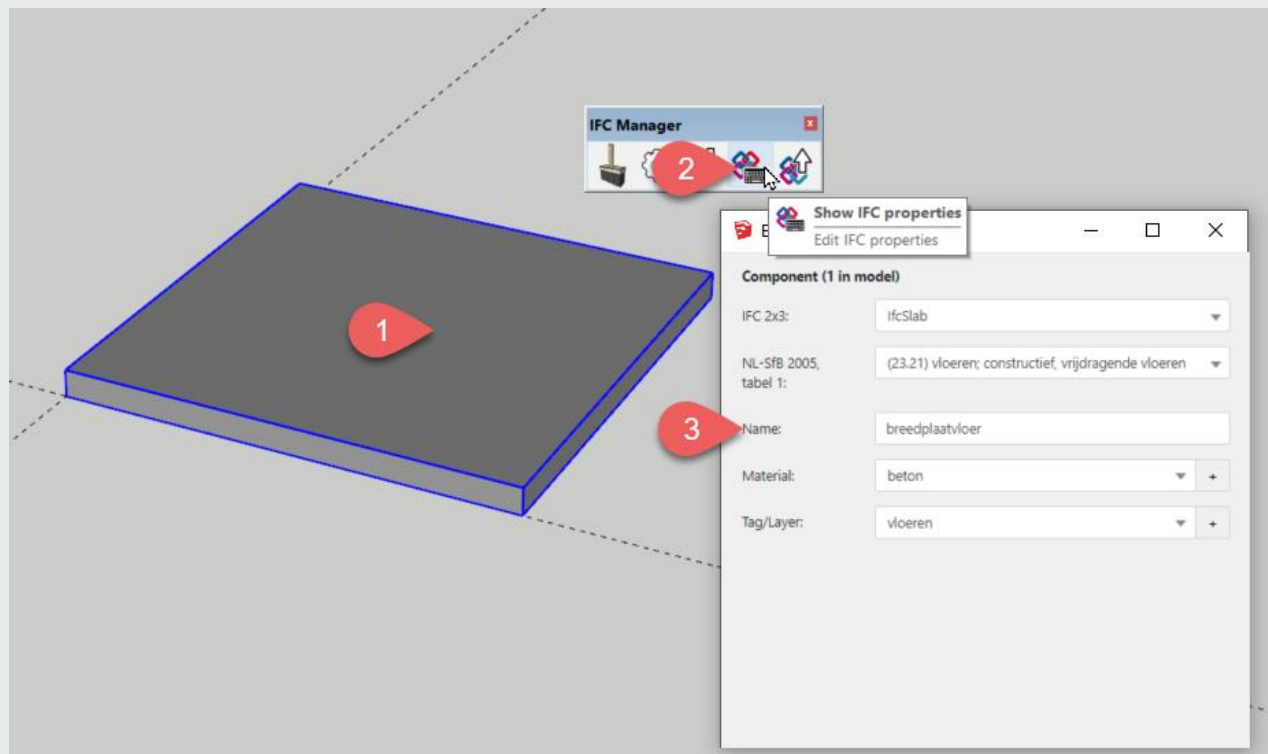 IFC Manager
2
Show IFC properties
Edit IFC properties
E
Component (1 in model)
1
IFC 2x3:
IfcSlab
NL-SfB 2005,
tabel 1:
(23.21) vloeren; constructief, vrijdragende vloeren
3
Name:
breedplaatvloer
Material:
beton
+
Tag/Layer:
vloeren
+